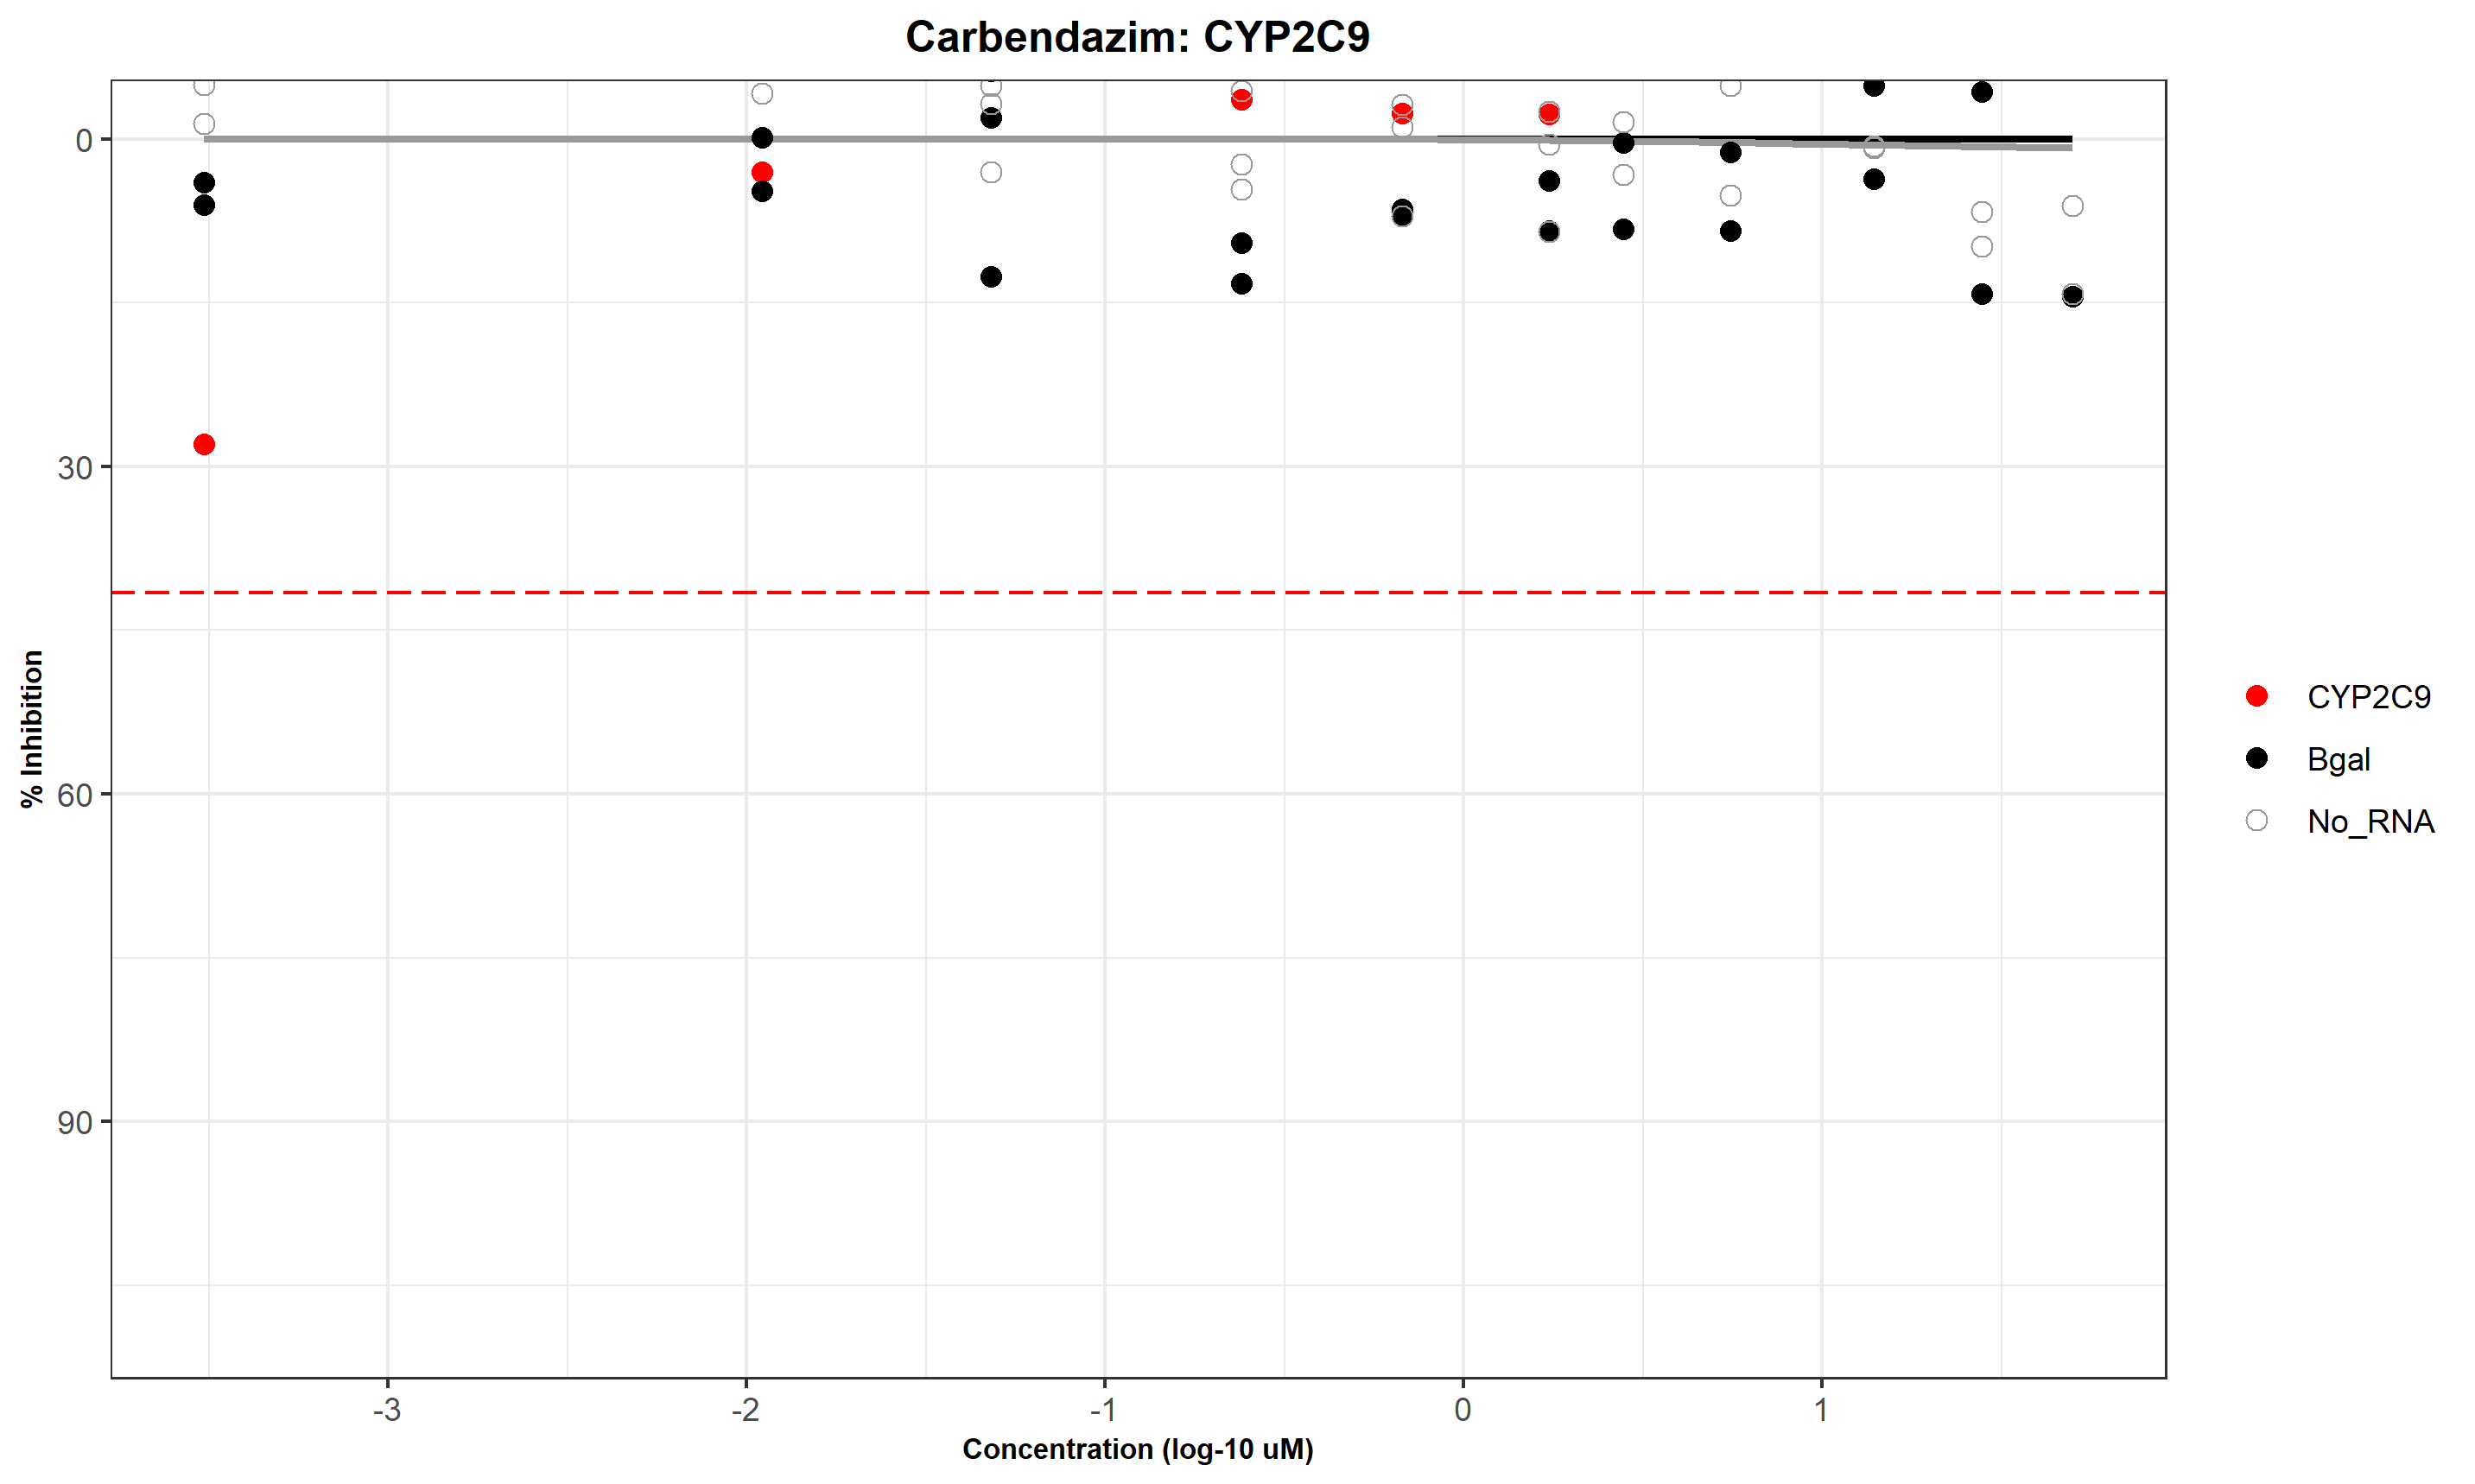 Carbendazim: CYP2C9
0
30
60
90
% Inhibition
-3
-2
-1
0
1
Concentration (log-10 uM)
CYP2C9
Bgal
No_RNA